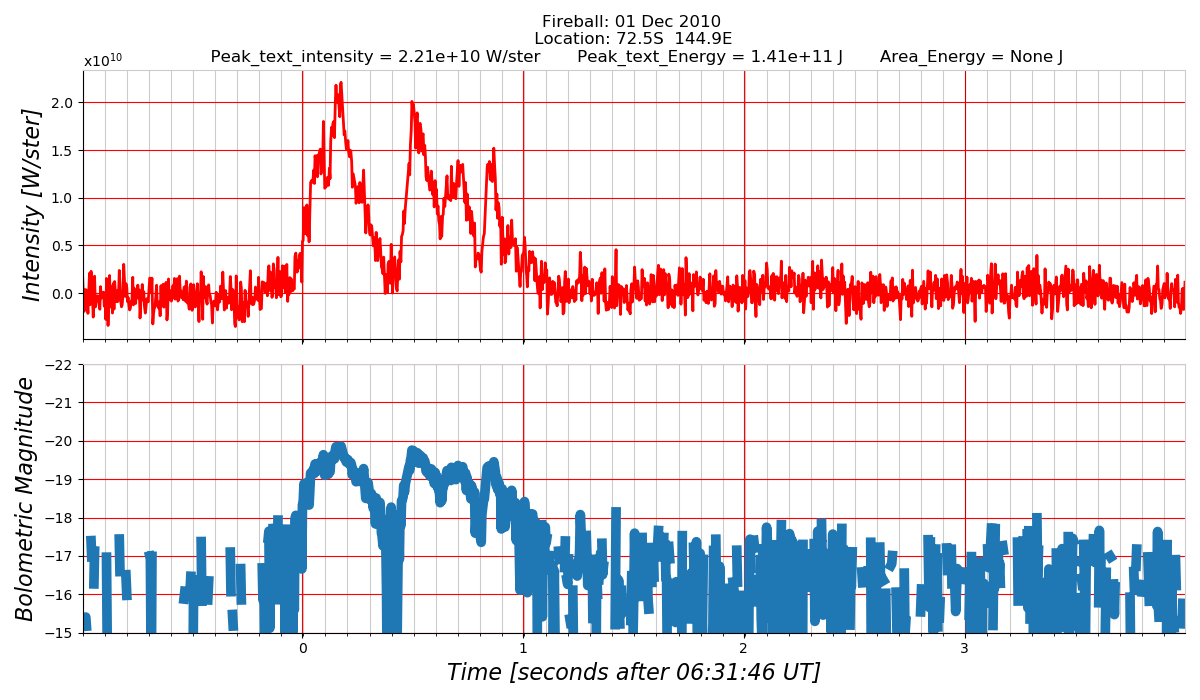 Fireball: 01 Dec 2010
Location: 72.5S 144.9E
Peak_text_intensity = 2.21e+10 W/ster Peak_text_Energy = 1.41e+11 J Area_Energy = None J
x10¹⁰
2.0
1.5
1.0
0.5
0.0
Intensity [W/ster]
−22
−21
−20
−19
−18
−17
−16
−15
Bolometric Magnitude
0 1 2 3
Time [seconds after 06:31:46 UT]